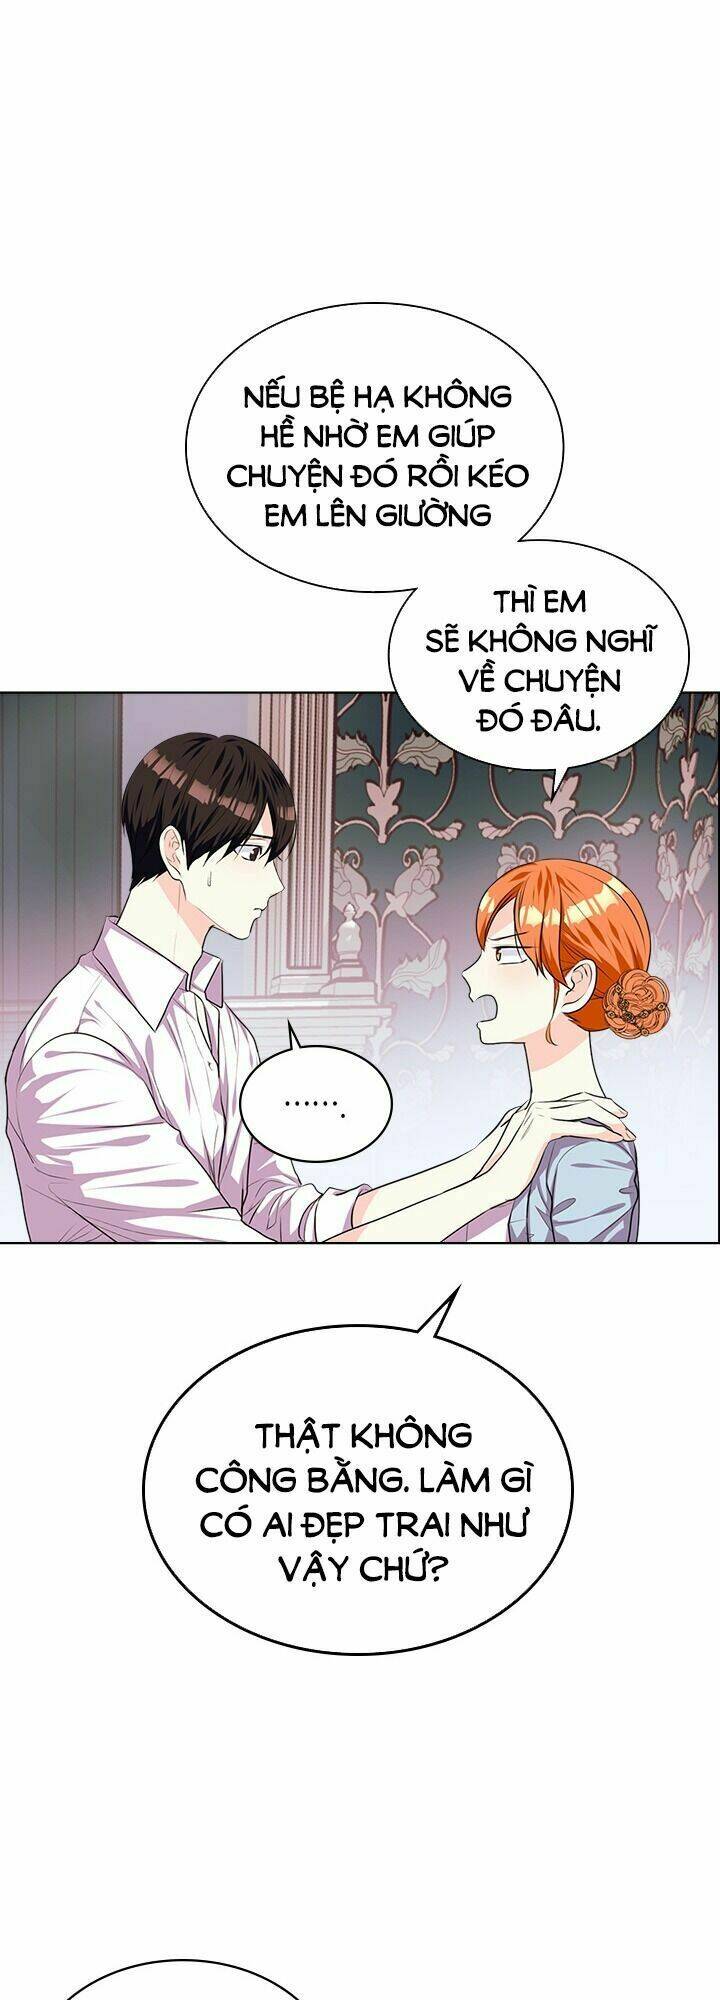 NẾU BỆ HẠ KHÔNG
HỀ NHỜ EM GIÚP
CHUYỆN ĐÓ RỒI KÉO
EM LÊN GIƯỜNG
THÌ EM
SẼ KHÔNG NGHĨ
VỀ CHUYỆN
ĐÓ ĐÂU.
.......
THẬT KHÔNG
CÔNG BẰNG. LÀM GÌ
CÓ AI ĐẸP TRAI NHƯ
VẬY CHỨ?